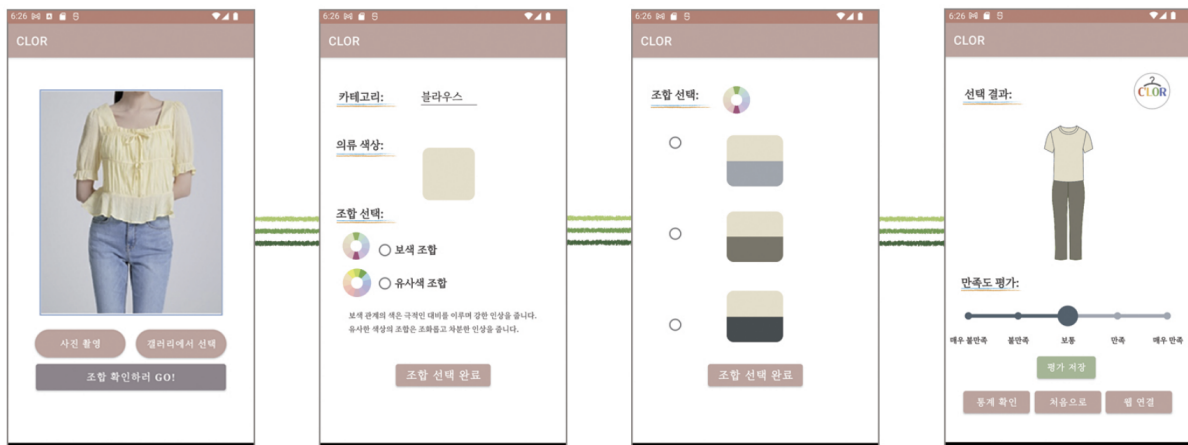 6:26
CLOR
사진 촬영
갤러리에서 선택
조합 확인하러 GO!
6:26
CLOR
카테고리:
블라우스
의류 색상:
조합 선택:
보색 조합
유사색 조합
보색 관계의 색은 극적인 대비를 이루며 강한 인상을 줍니다.
유사한 색상의 조합은 조화롭고 차분한 인상을 줍니다.
조합 선택 완료
6:26
CLOR
조합 선택:
조합 선택 완료
6:26
CLOR
선택 결과:
CLOR
만족도 평가:
매우 불만족
불만족
보통
만족
매우 만족
평가 저장
통계 확인
처음으로
웹 연결